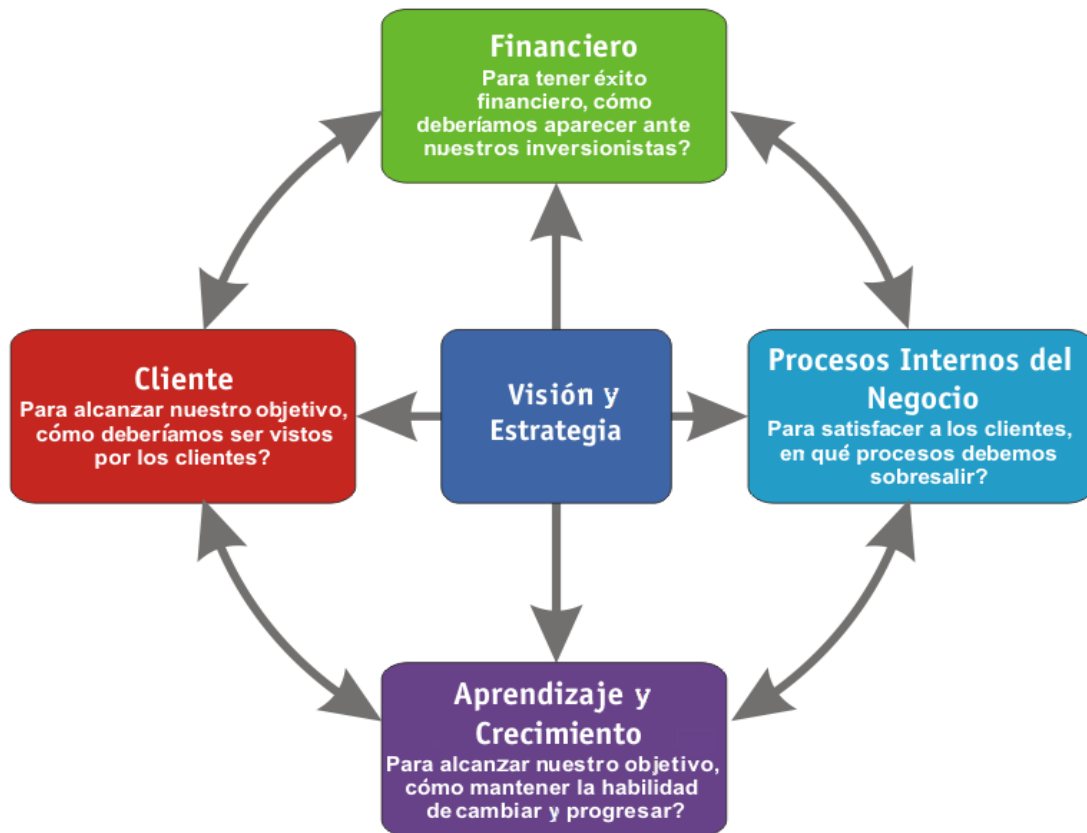 Financiero
Para tener éxito
financiero, cómo
deberíamos aparecer ante
nuestros inversionistas?
Cliente
Para alcanzar nuestro objetivo,
cómo deberíamos ser vistos
por los clientes?
Visión y
Estrategia
Procesos Internos del
Negocio
Para satisfacer a los clientes,
en qué procesos debemos
sobresalir?
Aprendizaje y
Crecimiento
Para alcanzar nuestro objetivo,
cómo mantener la habilidad
de cambiar y progresar?